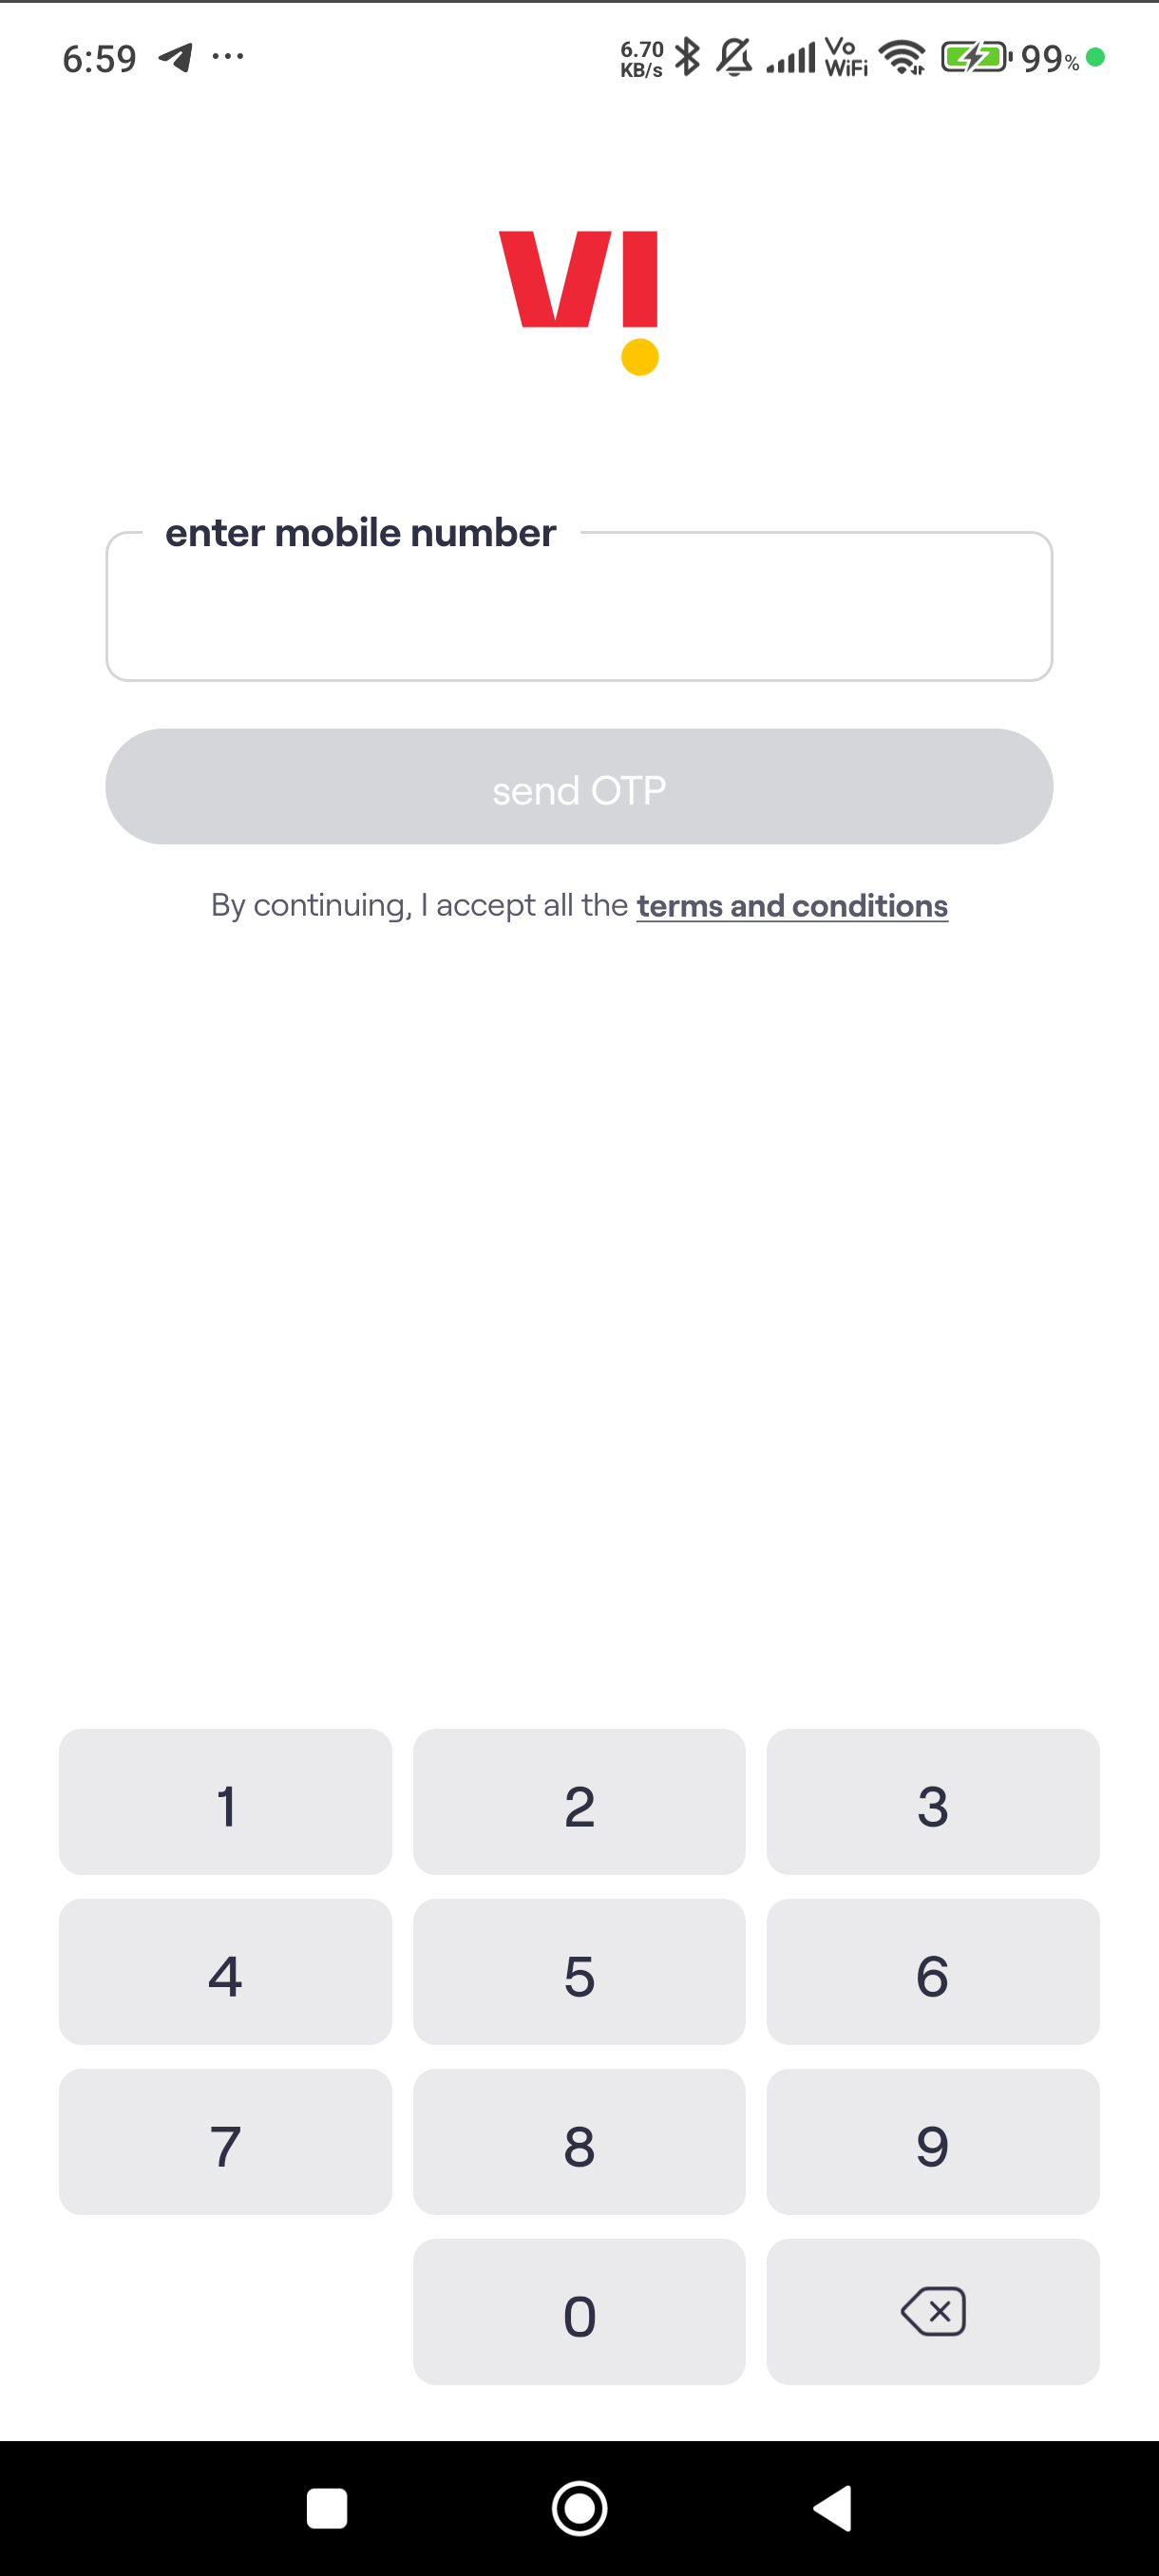 6:59 ... 6.70 KB/s Vo WiFi 99%
VI
enter mobile number
send OTP
By continuing, I accept all the terms and conditions
1 2 3
4 5 6
7 8 9
0